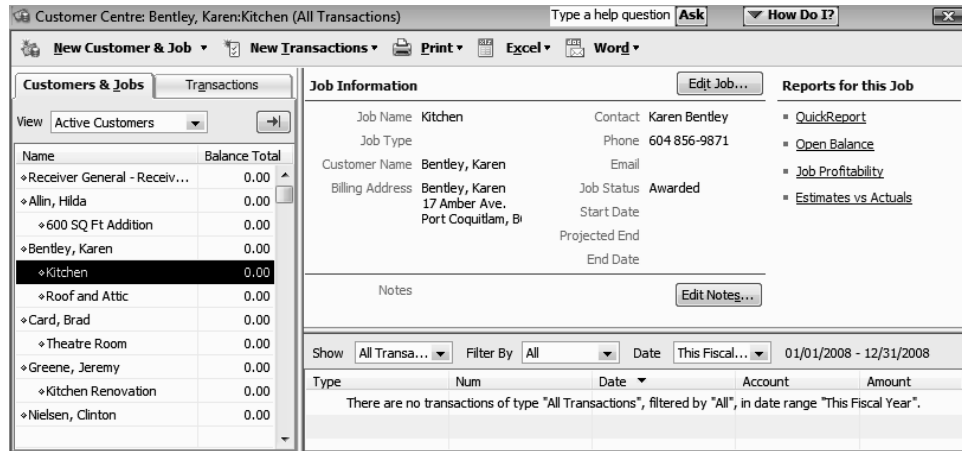 Customer Centre: Bentley, Karen:Kitchen (All Transactions)
Type a help question Ask
How Do I?
New Customer & Job
New Transactions
Print
Excel
Word
Customers & Jobs
Transactions
View Active Customers
Name Balance Total
Receiver General - Receiv... 0.00
Allin, Hilda 0.00
600 SQ Ft Addition 0.00
Bentley, Karen 0.00
Kitchen 0.00
Roof and Attic 0.00
Card, Brad 0.00
Theatre Room 0.00
Greene, Jeremy 0.00
Kitchen Renovation 0.00
Nielsen, Clinton 0.00
Job Information
Edit Job...
Job Name Kitchen
Job Type
Customer Name Bentley, Karen
Billing Address Bentley, Karen
17 Amber Ave.
Port Coquitlam, B
Contact Karen Bentley
Phone 604 856-9871
Email
Job Status Awarded
Start Date
Projected End
End Date
Notes
Edit Notes...
Reports for this Job
QuickReport
Open Balance
Job Profitability
Estimates vs Actuals
Show All Transa... Filter By All Date This Fiscal... 01/01/2008 - 12/31/2008
Type Num Date Account Amount
There are no transactions of type "All Transactions", filtered by "All", in date range "This Fiscal Year".